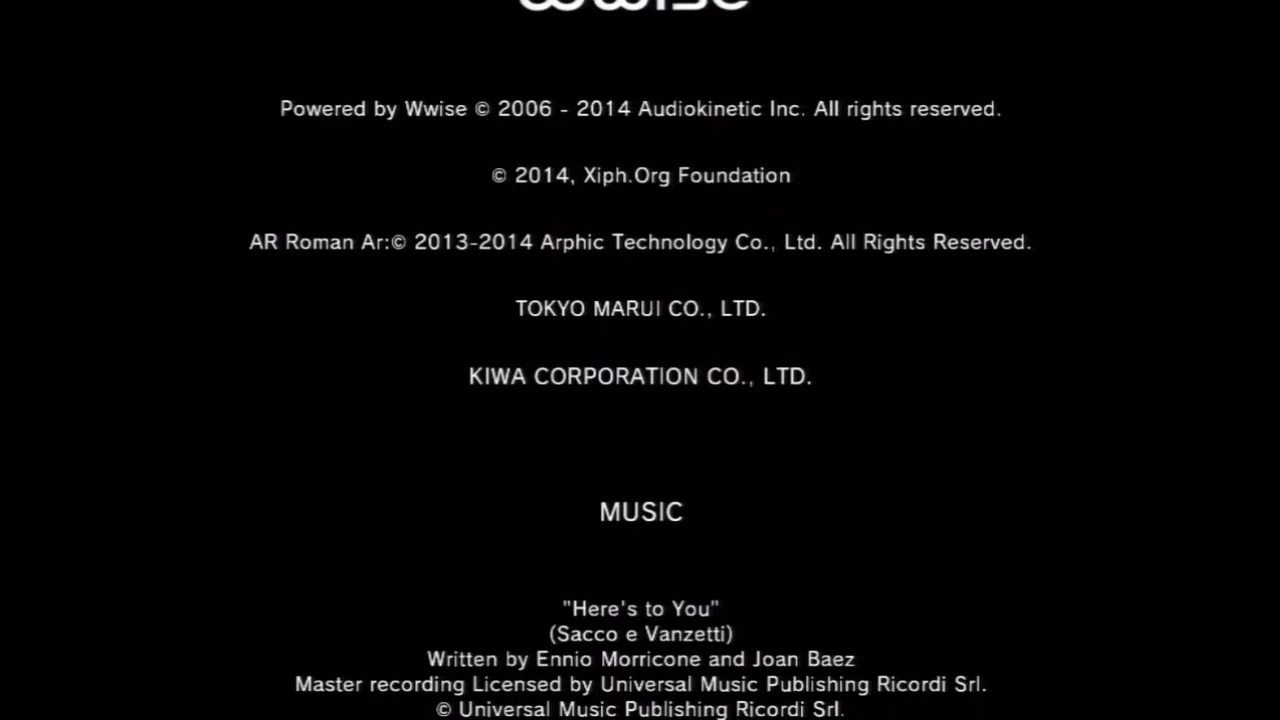 Wwise
Powered by Wwise © 2006 - 2014 Audiokinetic Inc. All rights reserved.
© 2014, Xiph.Org Foundation
AR Roman Ar:© 2013-2014 Arphic Technology Co., Ltd. All Rights Reserved.
TOKYO MARUI CO., LTD.
KIWA CORPORATION CO., LTD.
MUSIC
"Here's to You"
(Sacco e Vanzetti)
Written by Ennio Morricone and Joan Baez
Master recording Licensed by Universal Music Publishing Ricordi Srl.
© Universal Music Publishing Ricordi Srl.